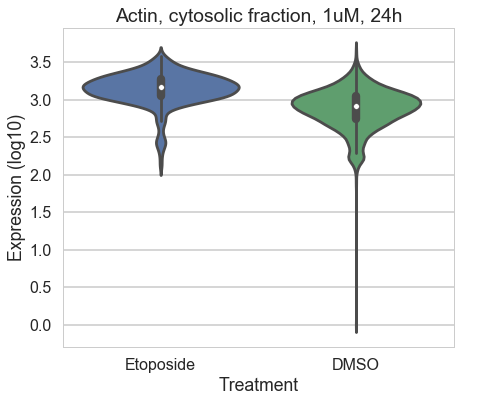 Actin, cytosolic fraction, 1uM, 24h
Expression (log10)
3.5
3.0
2.5
2.0
1.5
1.0
0.5
0.0
Etoposide DMSO
Treatment